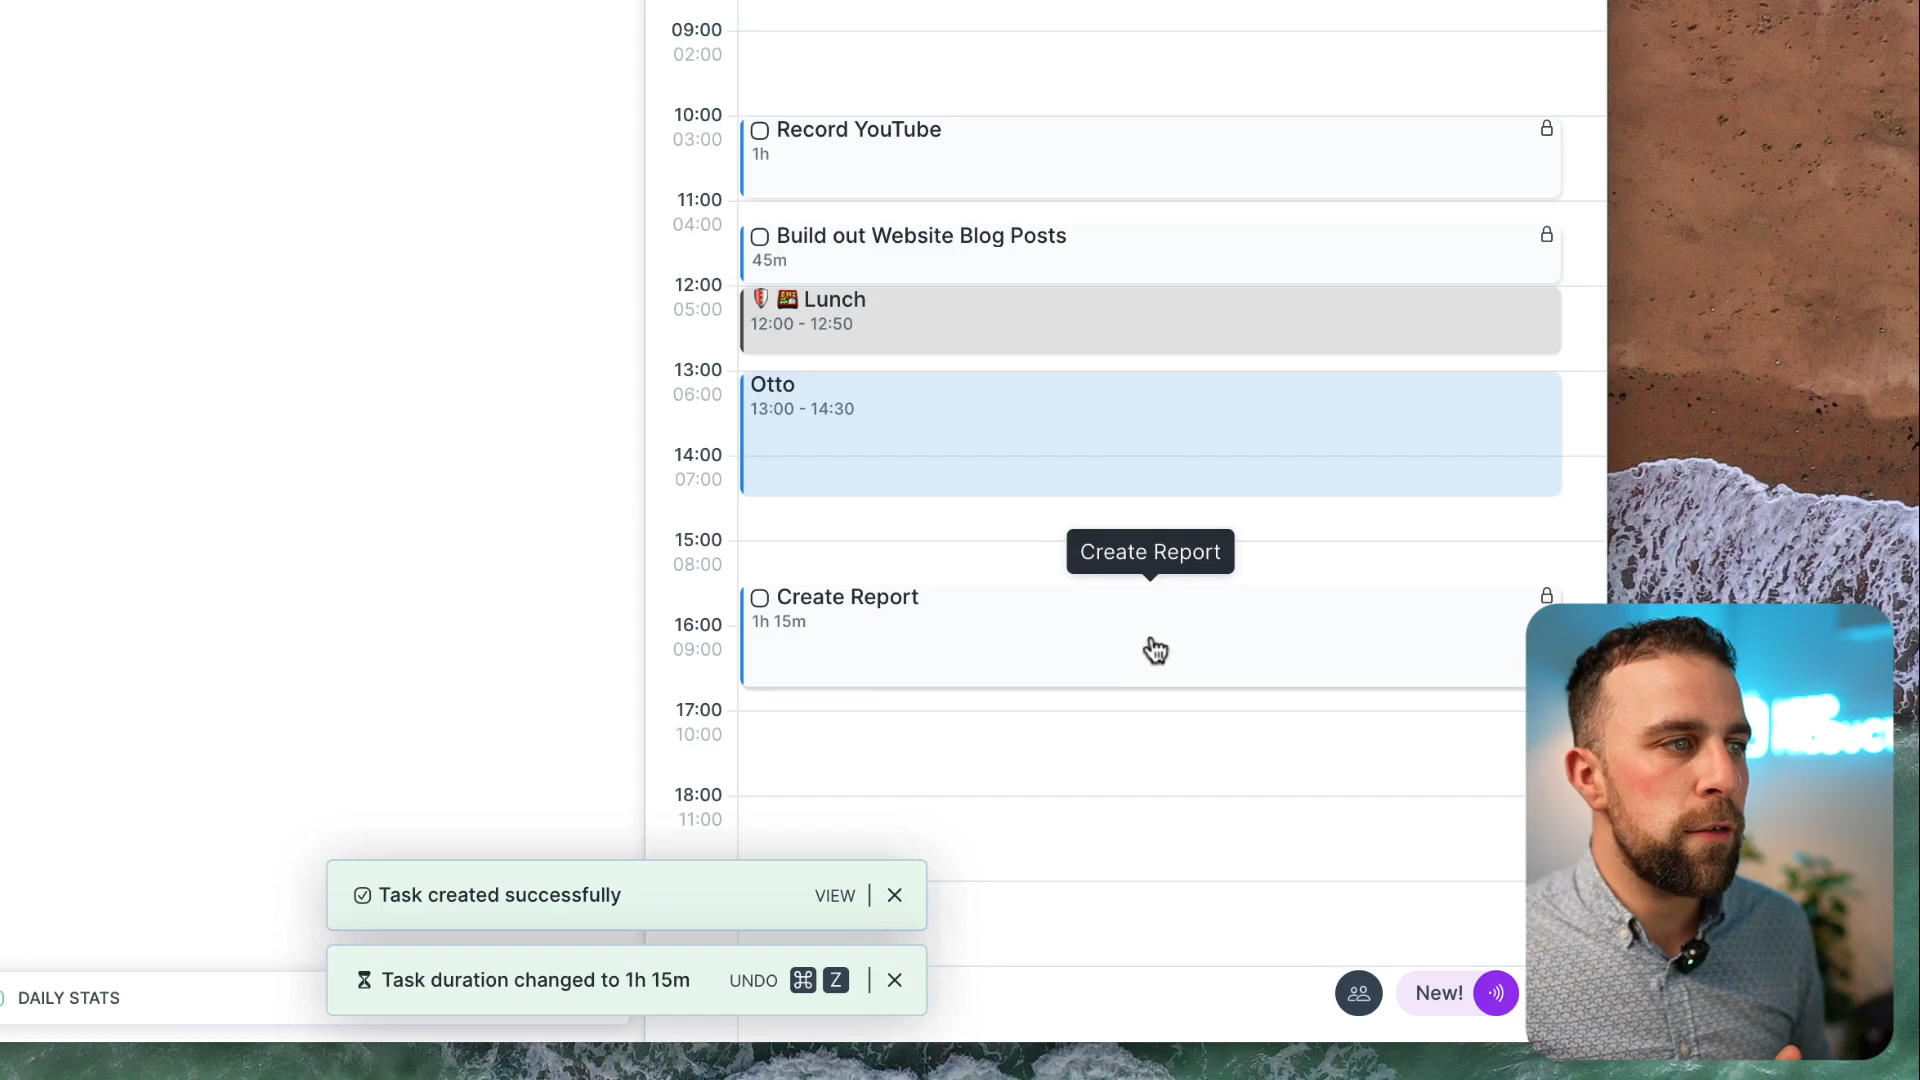 09:00
02:00
10:00
03:00
Record YouTube
1h
11:00
04:00
Build out Website Blog Posts
45m
12:00
05:00
Lunch
12:00 - 12:50
13:00
06:00
Otto
13:00 - 14:30
14:00
07:00
15:00
08:00
Create Report
Create Report
1h 15m
16:00
09:00
17:00
10:00
18:00
11:00
Task created successfully VIEW
Task duration changed to 1h 15m UNDO ⌘ Z
DAILY STATS
New!